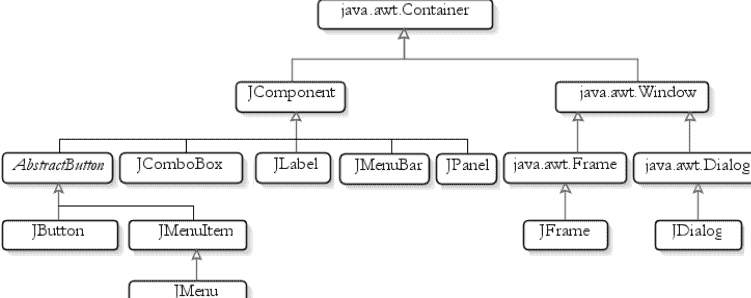 java.awt.Container
JComponent
java.awt.Window
AbstractButton
JComboBox
JLabel
JMenuBar
JPanel
java.awt.Frame
java.awt.Dialog
JButton
JMenuItem
JFrame
JDialog
JMenu